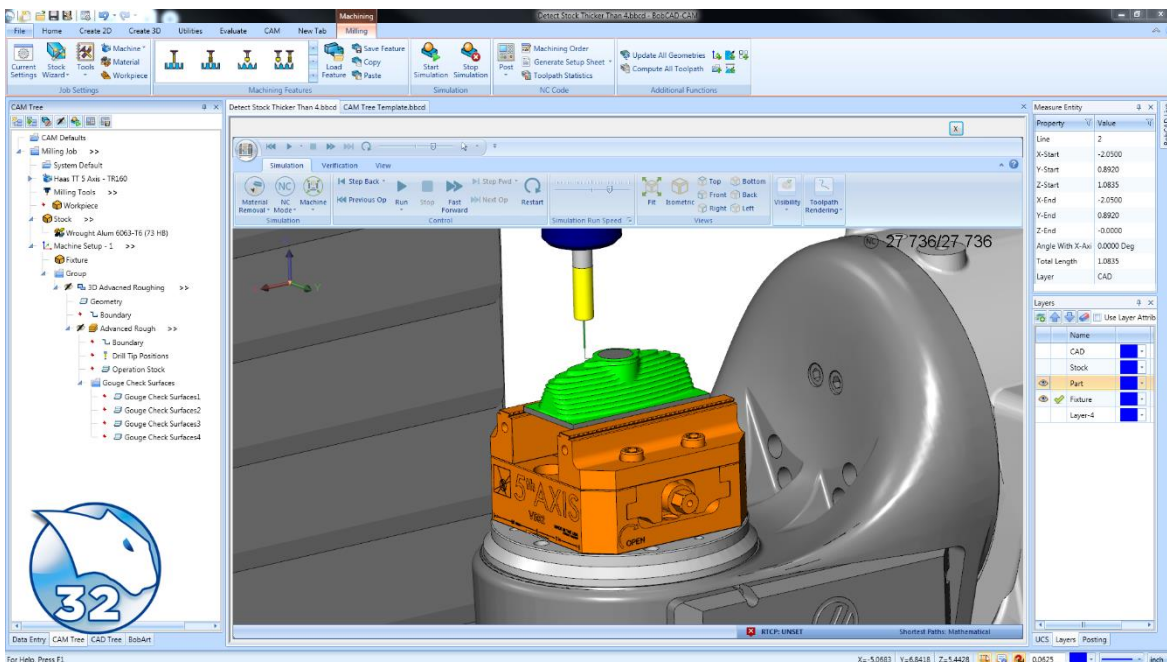 Machining
Detect Stock Thicker Than 4.bbcd - BobCAD-CAM
File Home Create 2D Create 3D Utilities Evaluate CAM New Tab Milling
Current Settings
Stock Wizard
Tools
Machine
Material
Workpiece
Load Feature
Save Feature
Copy
Paste
Start Simulation
Stop Simulation
Post
Machining Order
Generate Setup Sheet
Toolpath Statistics
Update All Geometries
Compute All Toolpath
Job Settings Machining Features Simulation NC Code Additional Functions
CAM Tree
CAM Defaults
Milling Job >>
System Default
Haas TT 5 Axis - TR160
Milling Tools >>
Workpiece
Stock >>
Wrought Alum 6063-T6 (73 HB)
Machine Setup - 1 >>
Fixture
Group
3D Advacned Roughing >>
Geometry
Boundary
Advanced Rough >>
Boundary
Drill Tip Positions
Operation Stock
Gouge Check Surfaces
Gouge Check Surfaces1
Gouge Check Surfaces2
Gouge Check Surfaces3
Gouge Check Surfaces4
32
Data Entry CAM Tree CAD Tree BobArt
Detect Stock Thicker Than 4.bbcd CAM Tree Template.bbcd
Simulation Verification View
Material Removal
NC Mode
Machine
Step Back
Previous Op
Run
Stop
Fast Forward
Step Fwd
Next Op
Restart
Fit
Isometric
Top Bottom
Front Back
Right Left
Visibility
Toolpath Rendering
Simulation Control Simulation Run Speed Views
NC 27 736/27 736
5th AXIS
V562
OPEN
RTCP: UNSET Shortest Paths: Mathematical
Measure Entity
Property Value
Line 2
X-Start -2.0500
Y-Start 0.8920
Z-Start 1.0835
X-End -2.0500
Y-End 0.8920
Z-End -0.0000
Angle With X-Axi 0.0000 Deg
Total Length 1.0835
Layer CAD
Layers
Use Layer Attrib
Name
CAD
Stock
Part
Fixture
Layer-4
UCS Layers Posting
For Help, Press F1
X=-5.0683 Y=6.8418 Z=5.4428 0.0625 inch